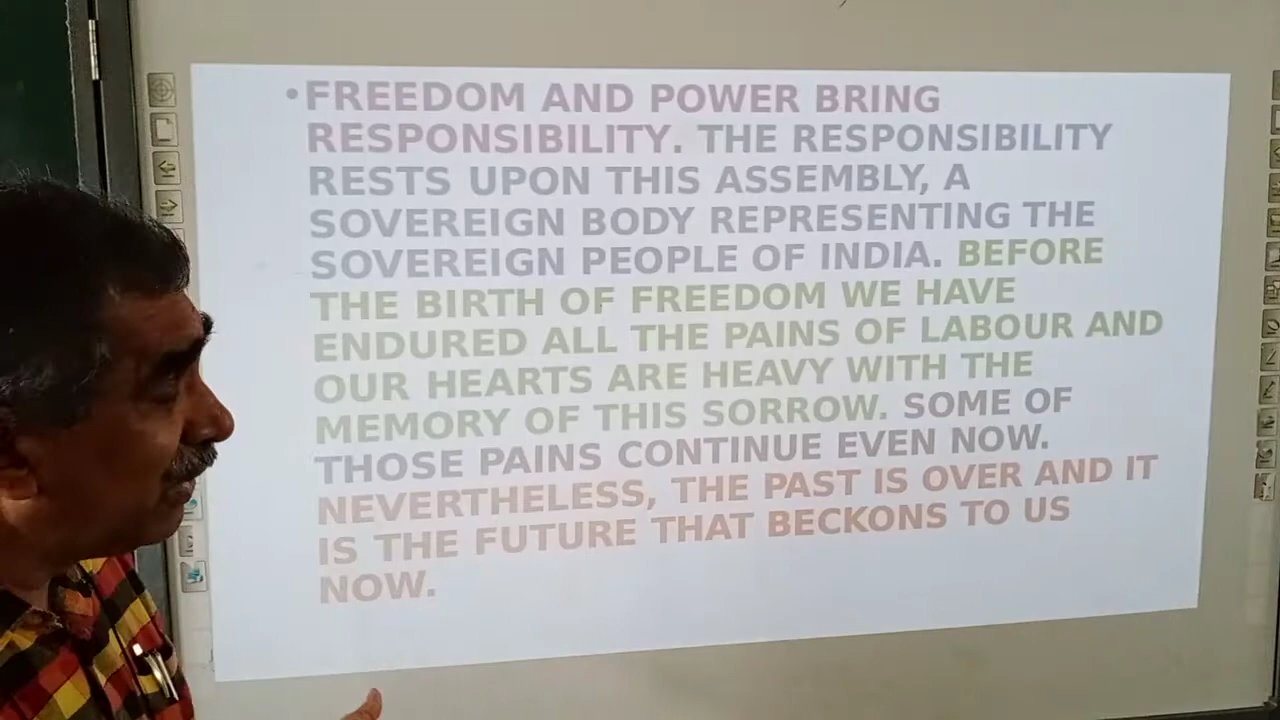 •FREEDOM AND POWER BRING
RESPONSIBILITY. THE RESPONSIBILITY
RESTS UPON THIS ASSEMBLY, A
SOVEREIGN BODY REPRESENTING THE
SOVEREIGN PEOPLE OF INDIA. BEFORE
THE BIRTH OF FREEDOM WE HAVE
ENDURED ALL THE PAINS OF LABOUR AND
OUR HEARTS ARE HEAVY WITH THE
MEMORY OF THIS SORROW. SOME OF
THOSE PAINS CONTINUE EVEN NOW.
NEVERTHELESS, THE PAST IS OVER AND IT
IS THE FUTURE THAT BECKONS TO US
NOW.